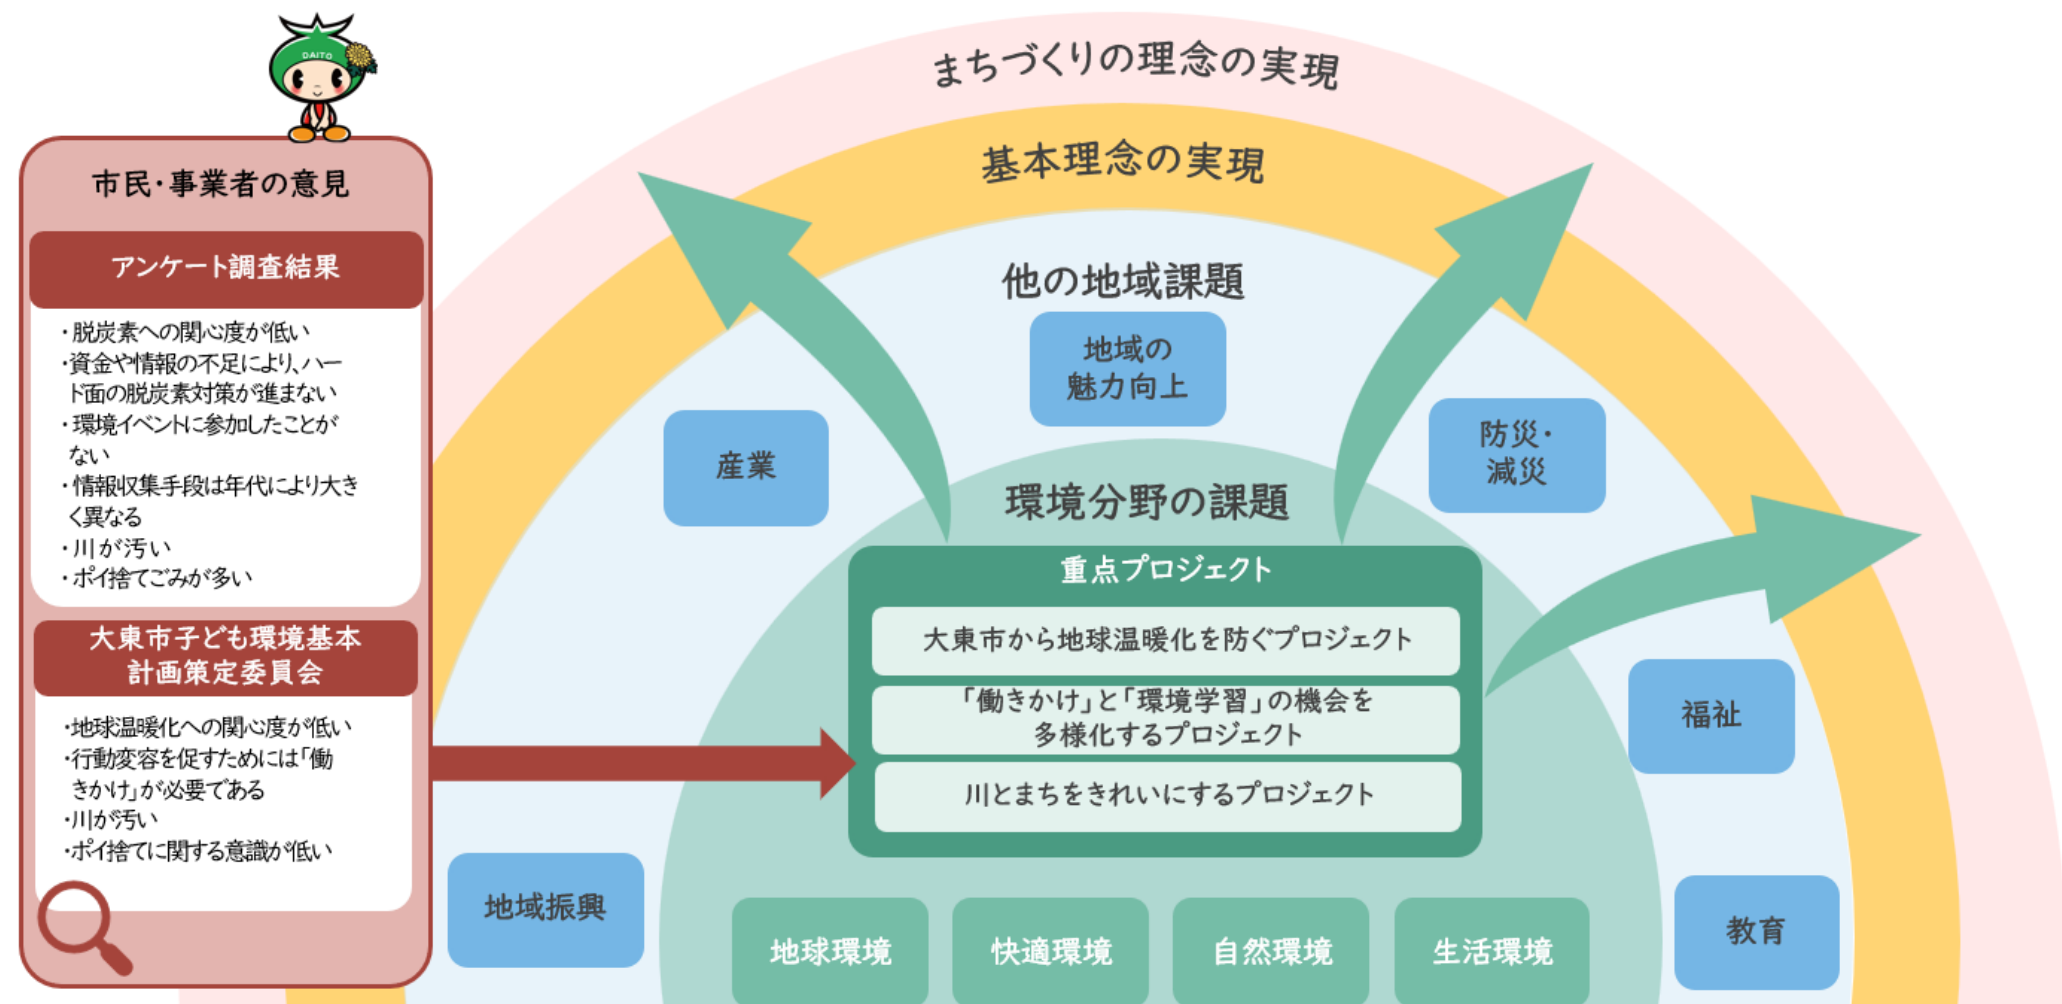 DAITO
市民・事業者の意見
アンケート調査結果
・脱炭素への関心度が低い
・資金や情報の不足により、ハー
ド面の脱炭素対策が進まない
・環境イベントに参加したことが
ない
・情報収集手段は年代により大き
く異なる
・川が汚い
・ポイ捨てごみが多い
大東市子ども環境基本
計画策定委員会
・地球温暖化への関心度が低い
・行動変容を促すためには「働
きかけ」が必要である
・川が汚い
・ポイ捨てに関する意識が低い
まちづくりの理念の実現
基本理念の実現
他の地域課題
地域の
魅力向上
産業
防災・
減災
福祉
地域振興
教育
環境分野の課題
重点プロジェクト
大東市から地球温暖化を防ぐプロジェクト
「働きかけ」と「環境学習」の機会を
多様化するプロジェクト
川とまちをきれいにするプロジェクト
地球環境
快適環境
自然環境
生活環境